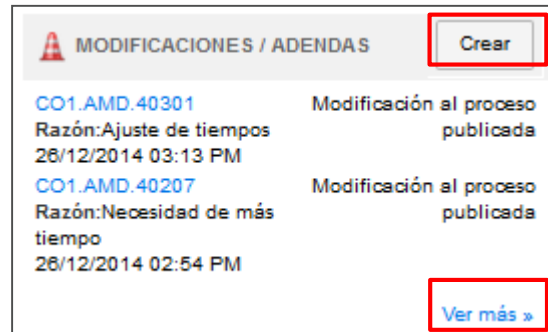 MODIFICACIONES / ADENDAS Crear
CO1.AMD.40301 Modificación al proceso
Razón:Ajuste de tiempos publicada
26/12/2014 03:13 PM
CO1.AMD.40207 Modificación al proceso
Razón:Necesidad de más publicada
tiempo
26/12/2014 02:54 PM
Ver más »